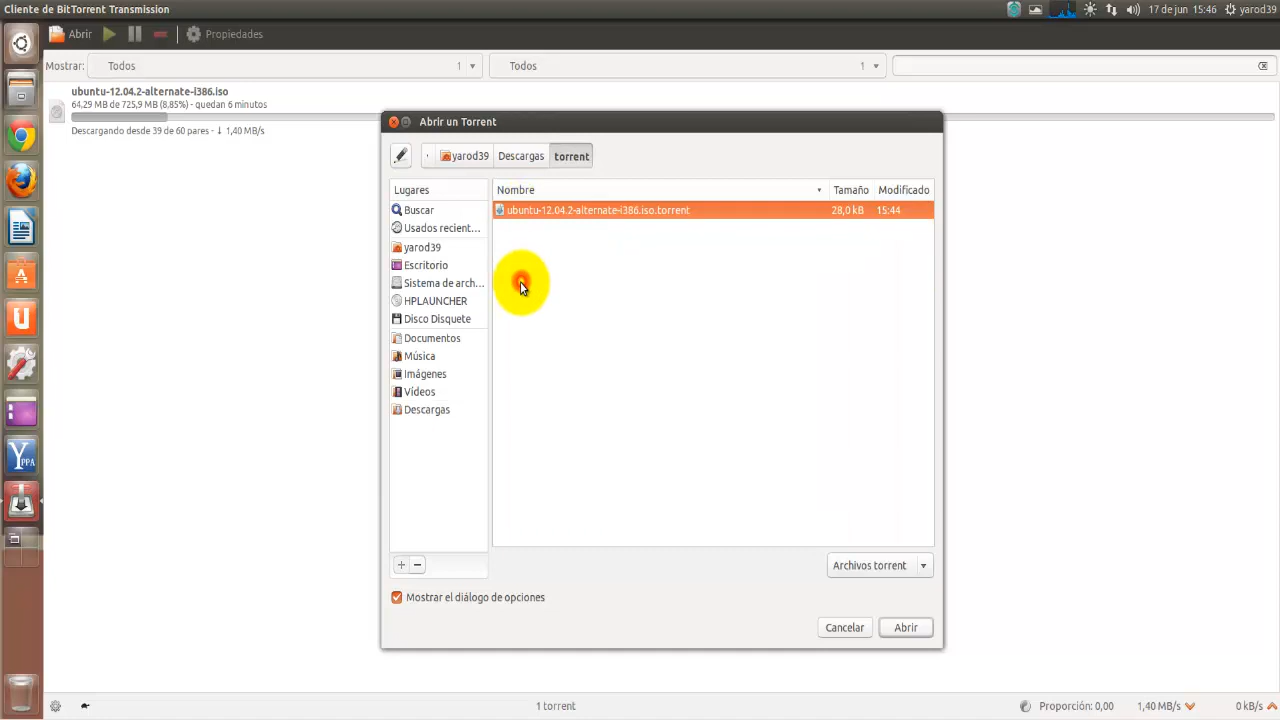 Cliente de BitTorrent Transmission
17 de jun 15:46 yarod39
Abrir Propiedades
Mostrar: Todos 1 Todos 1
ubuntu-12.04.2-alternate-i386.iso
64,29 MB de 725,9 MB (8,85%) - quedan 6 minutos
Descargando desde 39 de 60 pares - ↓ 1,40 MB/s
Abrir un Torrent
yarod39 Descargas torrent
Lugares
Buscar
Usados recient...
yarod39
Escritorio
Sistema de arch...
HPLAUNCHER
Disco Disquete
Documentos
Música
Imágenes
Vídeos
Descargas
Nombre Tamaño Modificado
ubuntu-12.04.2-alternate-i386.iso.torrent 28,0 kB 15:44
Archivos torrent
Mostrar el diálogo de opciones
Cancelar Abrir
YPPA
1 torrent
Proporción: 0,00 1,40 MB/s 0 kB/s